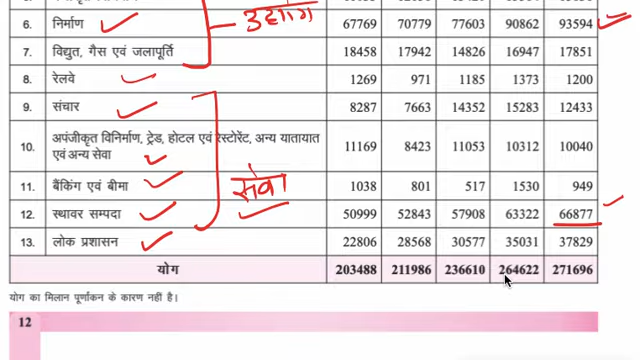 6. निर्माण 67769 70779 77603 90862 93594
उद्योग
7. विद्युत, गैस एवं जलापूर्ति 18458 17942 14826 16947 17851
8. रेलवे 1269 971 1185 1373 1200
9. संचार 8287 7663 14352 15283 12433
10. अपंजीकृत विनिर्माण, ट्रेड, होटल एवं रेस्टोरेंट, अन्य यातायात
एवं अन्य सेवा 11169 8423 11053 10312 10040
11. बैंकिंग एवं बीमा 1038 801 517 1530 949
सेवा
12. स्थावर सम्पदा 50999 52843 57908 63322 66877
13. लोक प्रशासन 22806 28568 30577 35031 37829
योग 203488 211986 236610 264622 271696
योग का मिलान पूर्णांकन के कारण नहीं है।
12